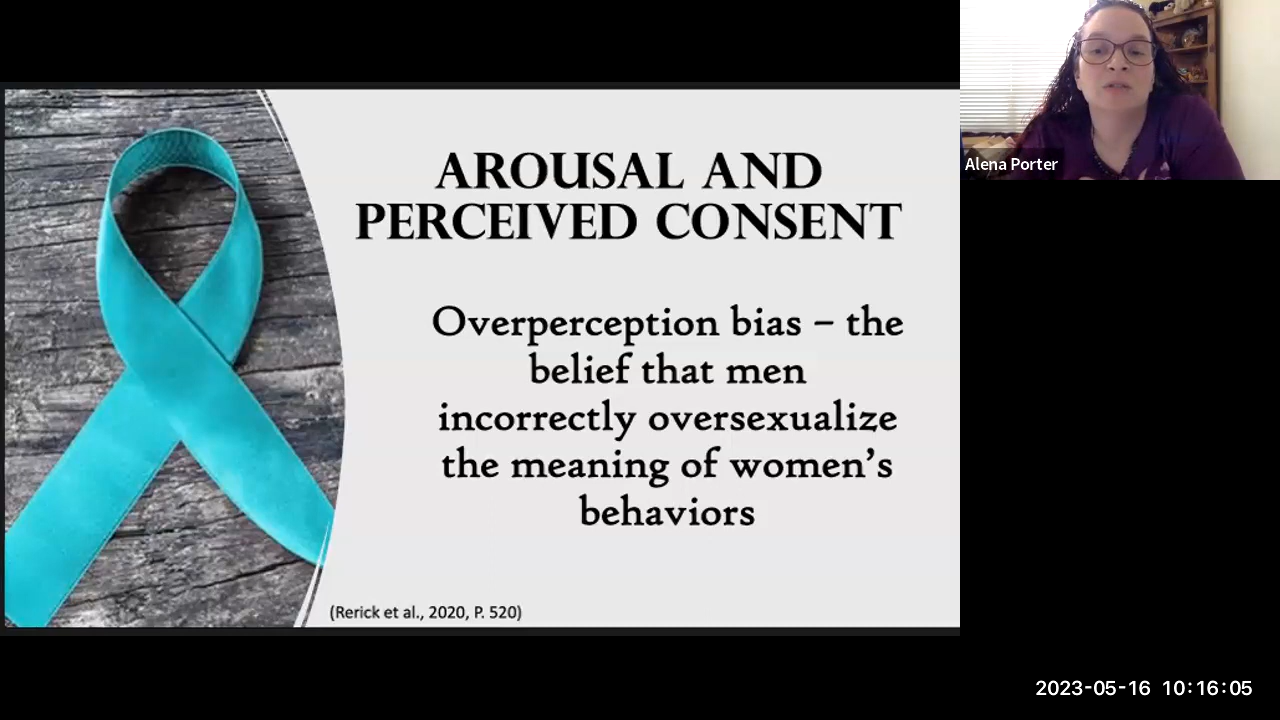 AROUSAL AND
PERCEIVED CONSENT
Overperception bias – the
belief that men
incorrectly oversexualize
the meaning of women’s
behaviors
(Rerick et al., 2020, P. 520)
Alena Porter
2023-05-16 10:16:05